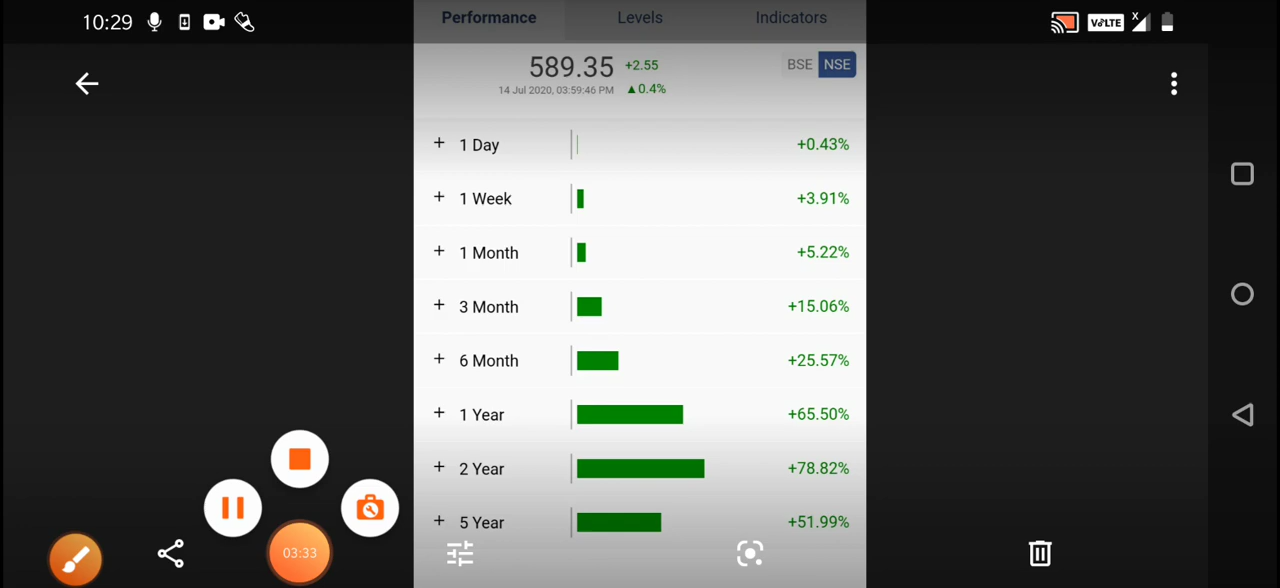 10:29
VoLTE X
Performance Levels Indicators
589.35 +2.55 BSE NSE
14 Jul 2020, 03:59:46 PM ▲0.4%
+ 1 Day +0.43%
+ 1 Week +3.91%
+ 1 Month +5.22%
+ 3 Month +15.06%
+ 6 Month +25.57%
+ 1 Year +65.50%
+ 2 Year +78.82%
+ 5 Year +51.99%
03:33